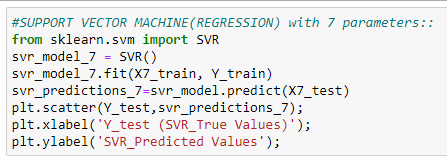 #SUPPORT VECTOR MACHINE(REGRESSION) with 7 parameters::
from sklearn.svm import SVR
svr_model_7 = SVR()
svr_model_7.fit(X7_train, Y_train)
svr_predictions_7=svr_model.predict(X7_test)
plt.scatter(Y_test,svr_predictions_7);
plt.xlabel('Y_test (SVR_True Values)');
plt.ylabel('SVR_Predicted Values');